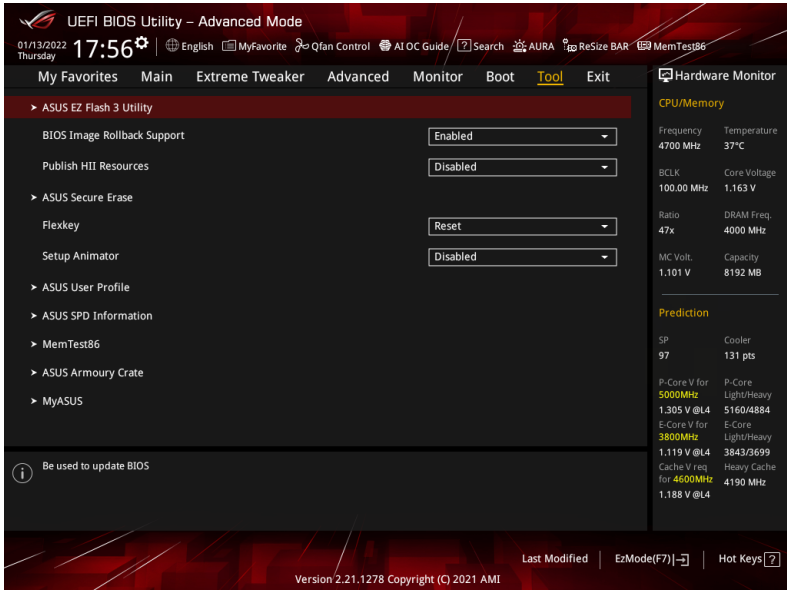 UEFI BIOS Utility – Advanced Mode
01/13/2022 Thursday 17:56 English MyFavorite Qfan Control AI OC Guide ? Search AURA ReSize BAR MemTest86
My Favorites Main Extreme Tweaker Advanced Monitor Boot Tool Exit
> ASUS EZ Flash 3 Utility
BIOS Image Rollback Support Enabled
Publish HII Resources Disabled
> ASUS Secure Erase
Flexkey Reset
Setup Animator Disabled
> ASUS User Profile
> ASUS SPD Information
> MemTest86
> ASUS Armoury Crate
> MyASUS
i Be used to update BIOS
Hardware Monitor
CPU/Memory
Frequency Temperature
4700 MHz 37°C
BCLK Core Voltage
100.00 MHz 1.163 V
Ratio DRAM Freq.
47x 4000 MHz
MC Volt. Capacity
1.101 V 8192 MB
Prediction
SP Cooler
97 131 pts
P-Core V for P-Core
5000MHz Light/Heavy
1.305 V @L4 5160/4884
E-Core V for E-Core
3800MHz Light/Heavy
1.119 V @L4 3843/3699
Cache V req Heavy Cache
for 4600MHz 4190 MHz
1.188 V @L4
Last Modified EzMode(F7) Hot Keys ?
Version 2.21.1278 Copyright (C) 2021 AMI